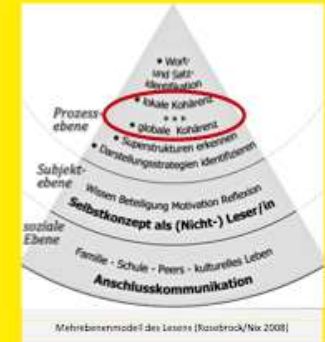 • Wort-
und Satz-
identifikation
• lokale Kohärenz
• • •
• globale Kohärenz
• Superstrukturen erkennen
• Darstellungsstrategien identifizieren
Prozess-
ebene
Wissen Beteiligung Motivation Reflexion
Selbstkonzept als (Nicht-) Leser/in
Subjekt-
ebene
Familie - Schule - Peers - kulturelles Leben
Anschlusskommunikation
soziale
Ebene
Mehrebenenmodell des Lesens (Rosebrock/Nix 2008)